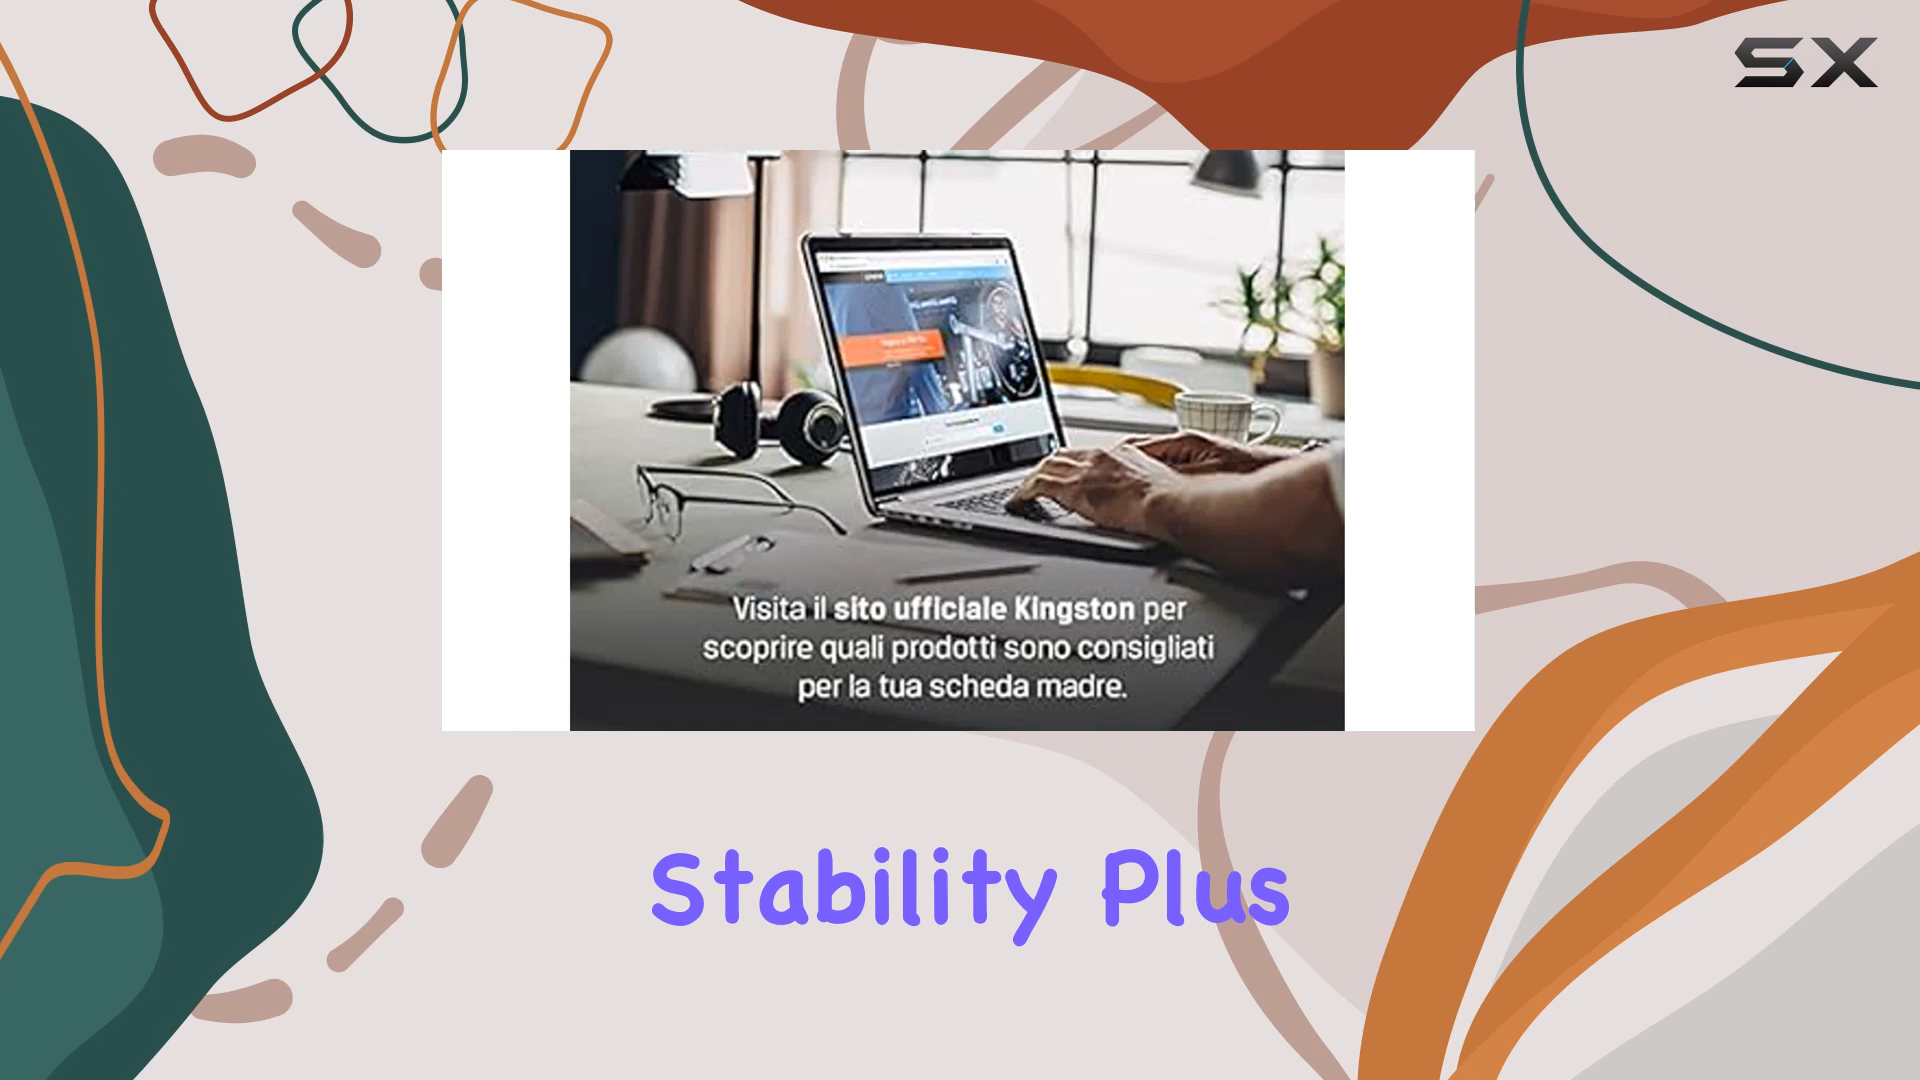 SX
Visita il sito ufficiale Kingston per
scoprire quali prodotti sono consigliati
per la tua scheda madre.
Stability Plus